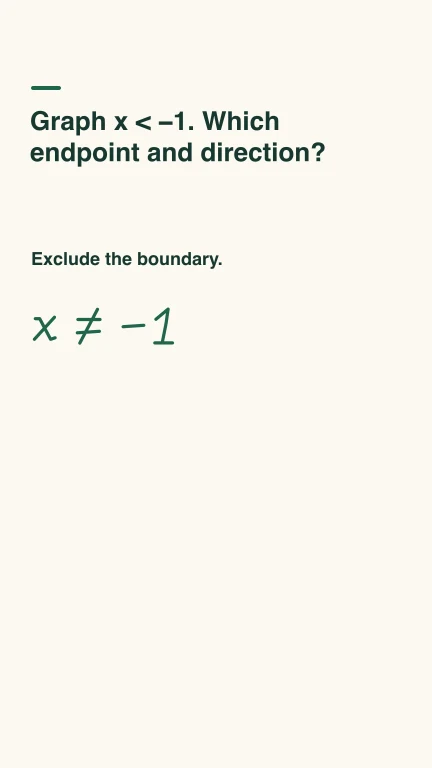 Graph x < −1. Which
endpoint and direction?
Exclude the boundary.
x ≠ −1